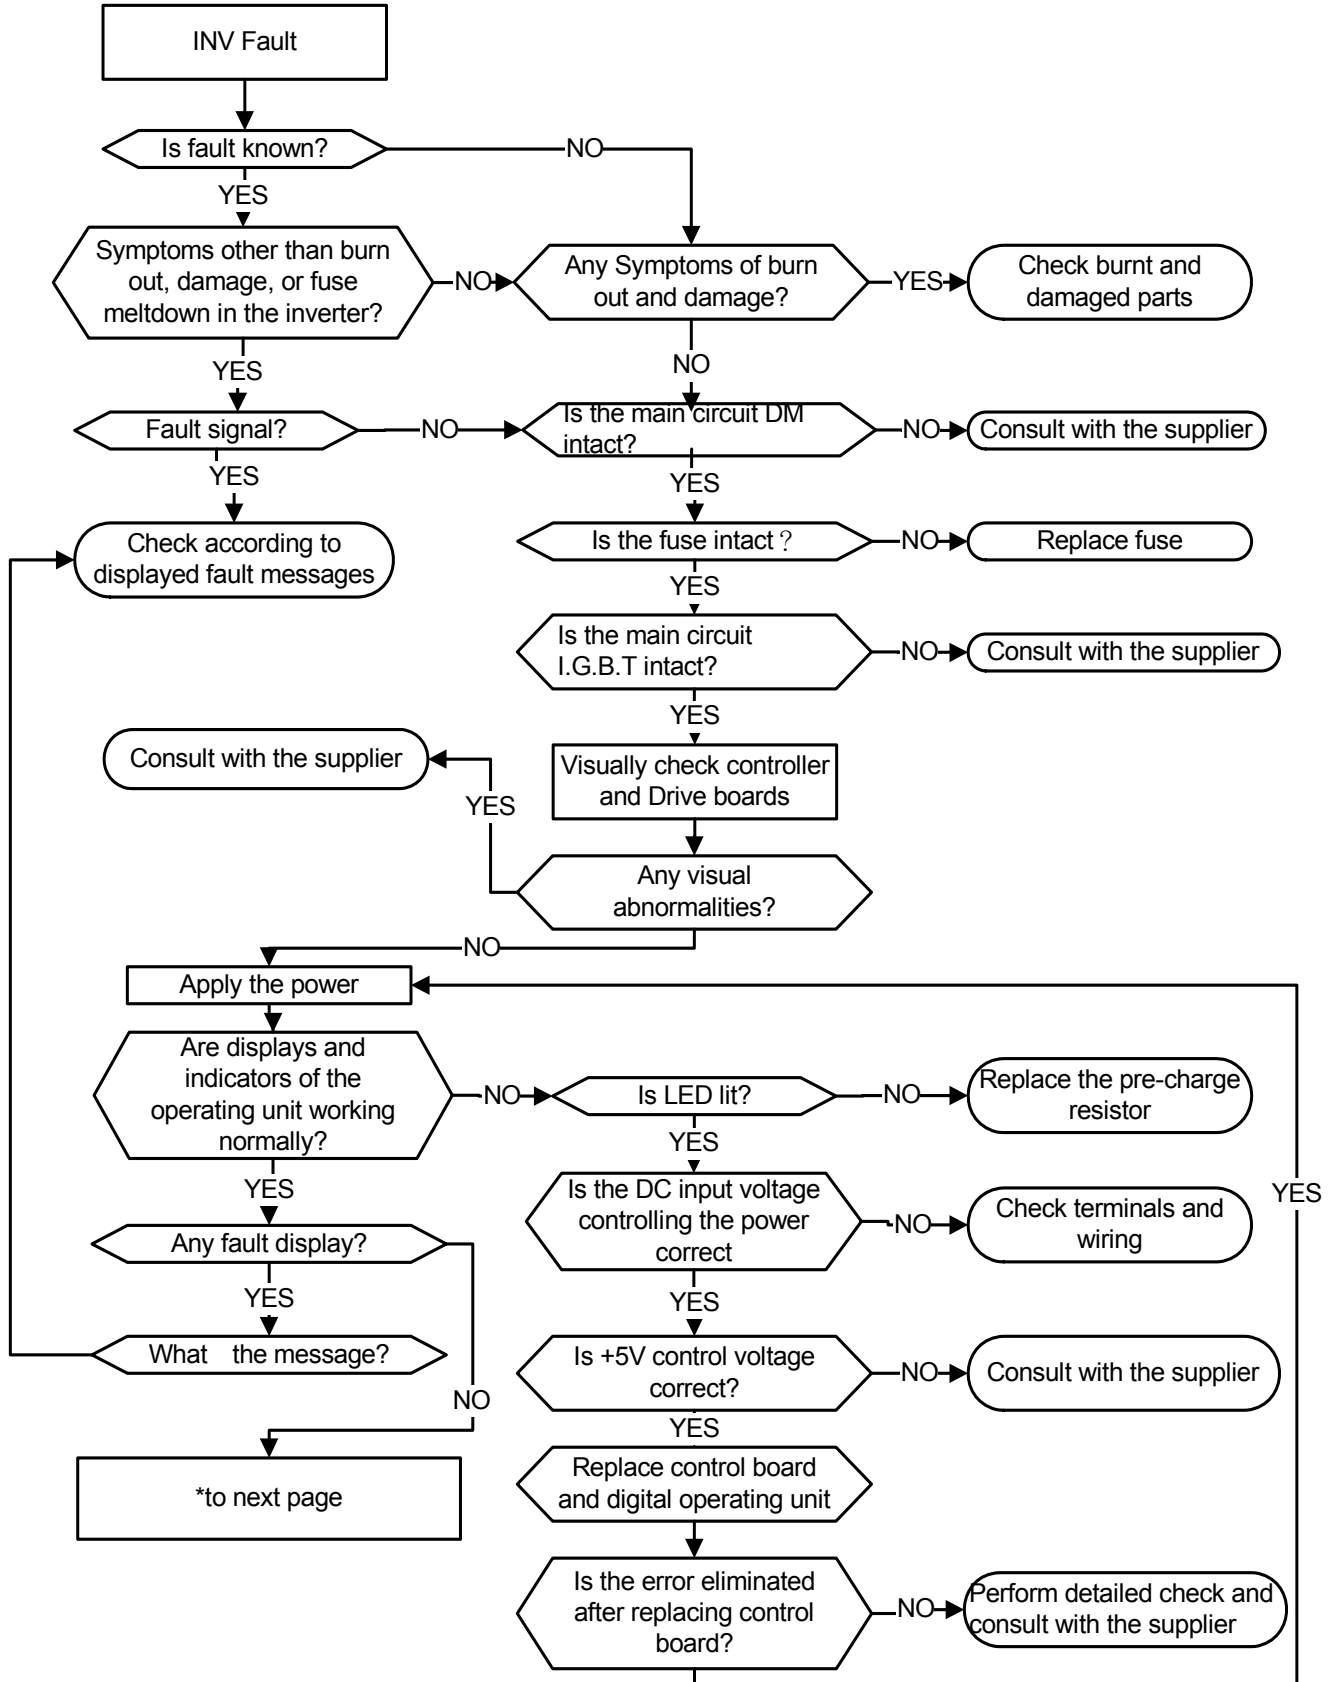 INV Fault
Is fault known?
NO
YES
Symptoms other than burn
out, damage, or fuse
meltdown in the inverter?
NO
Any Symptoms of burn
out and damage?
YES
Check burnt and
damaged parts
YES
NO
Fault signal?
NO
Is the main circuit DM
intact?
NO
Consult with the supplier
YES
YES
Check according to
displayed fault messages
Is the fuse intact？
NO
Replace fuse
YES
Is the main circuit
I.G.B.T intact?
NO
Consult with the supplier
YES
Consult with the supplier
Visually check controller
and Drive boards
YES
Any visual
abnormalities?
NO
Apply the power
Are displays and
indicators of the
operating unit working
normally?
NO
Is LED lit?
NO
Replace the pre-charge
resistor
YES
YES
Is the DC input voltage
controlling the power
correct
NO
Check terminals and
wiring
YES
Any fault display?
YES
YES
What the message?
Is +5V control voltage
correct?
NO
Consult with the supplier
NO
YES
*to next page
Replace control board
and digital operating unit
Is the error eliminated
after replacing control
board?
NO
Perform detailed check and
consult with the supplier